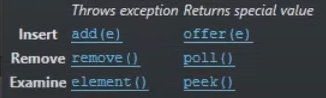 Throws exception Returns special value
Insert add(e) offer(e)
Remove remove() poll()
Examine element() peek()